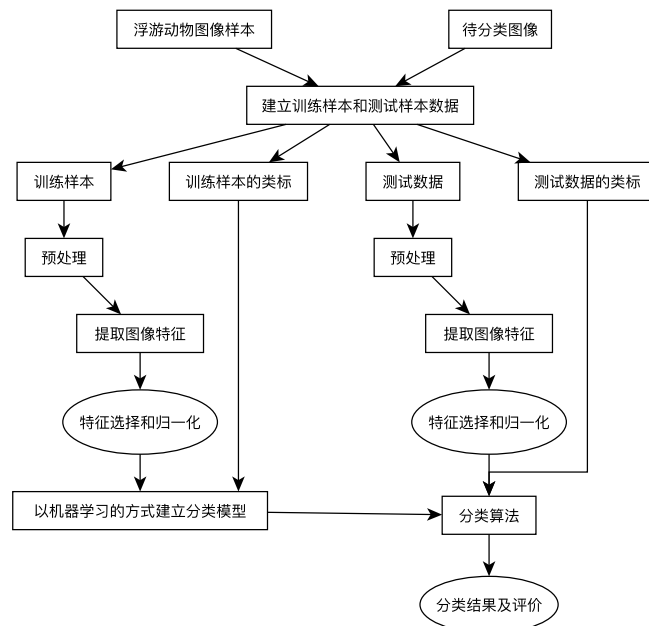 浮游动物图像样本
待分类图像
建立训练样本和测试样本数据
训练样本
训练样本的类标
测试数据
测试数据的类标
预处理
预处理
提取图像特征
提取图像特征
特征选择和归一化
特征选择和归一化
以机器学习的方式建立分类模型
分类算法
分类结果及评价